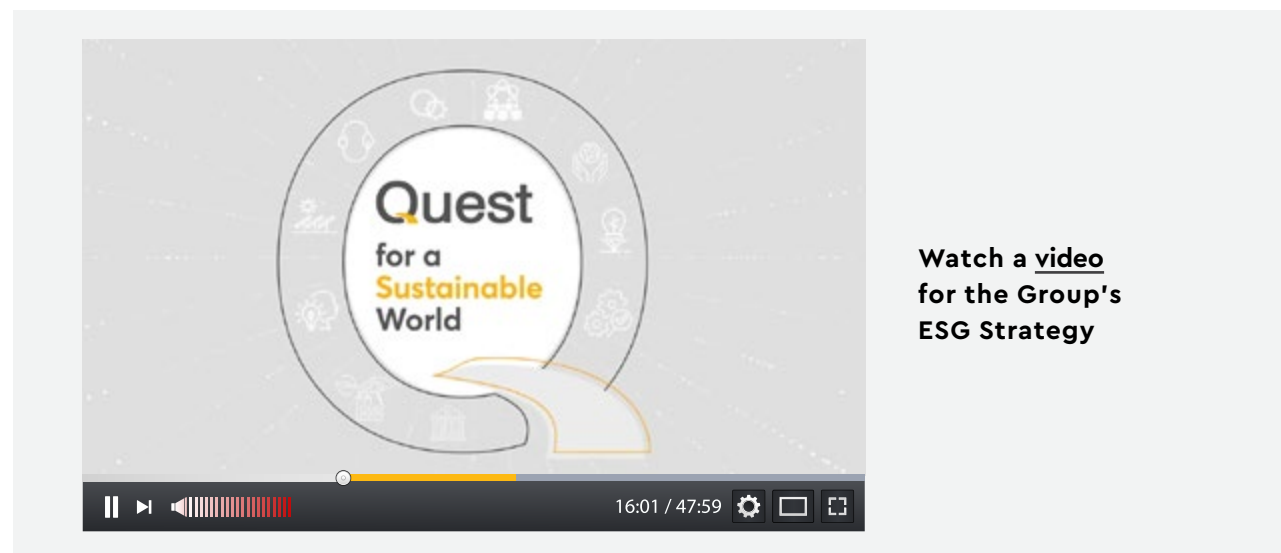 Quest
for a
Sustainable
World
Watch a video
for the Group's
ESG Strategy
16:01 / 47:59